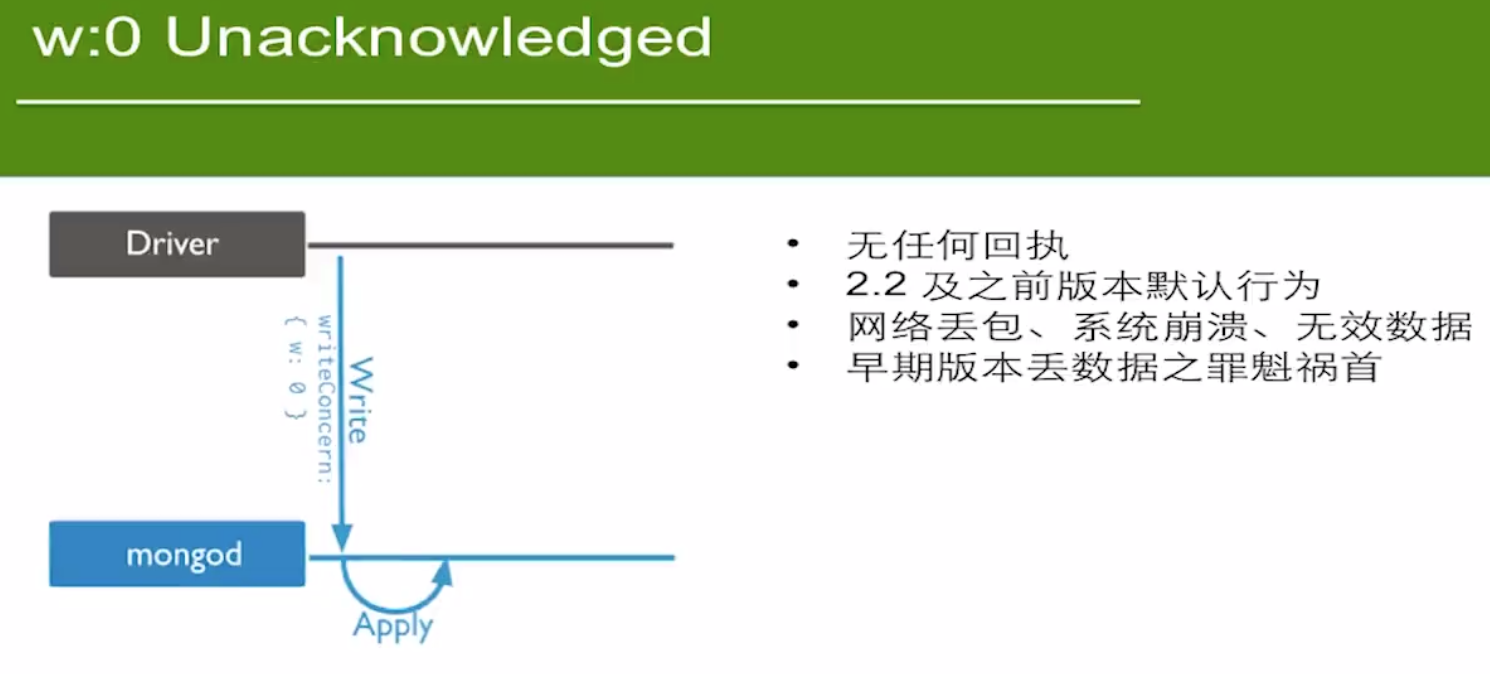 w:0 Unacknowledged
Driver
writeConcern:
{ w: 0 }
Write
mongod
Apply
• 无任何回执
• 2.2 及之前版本默认行为
• 网络丢包、系统崩溃、无效数据
• 早期版本丢数据之罪魁祸首